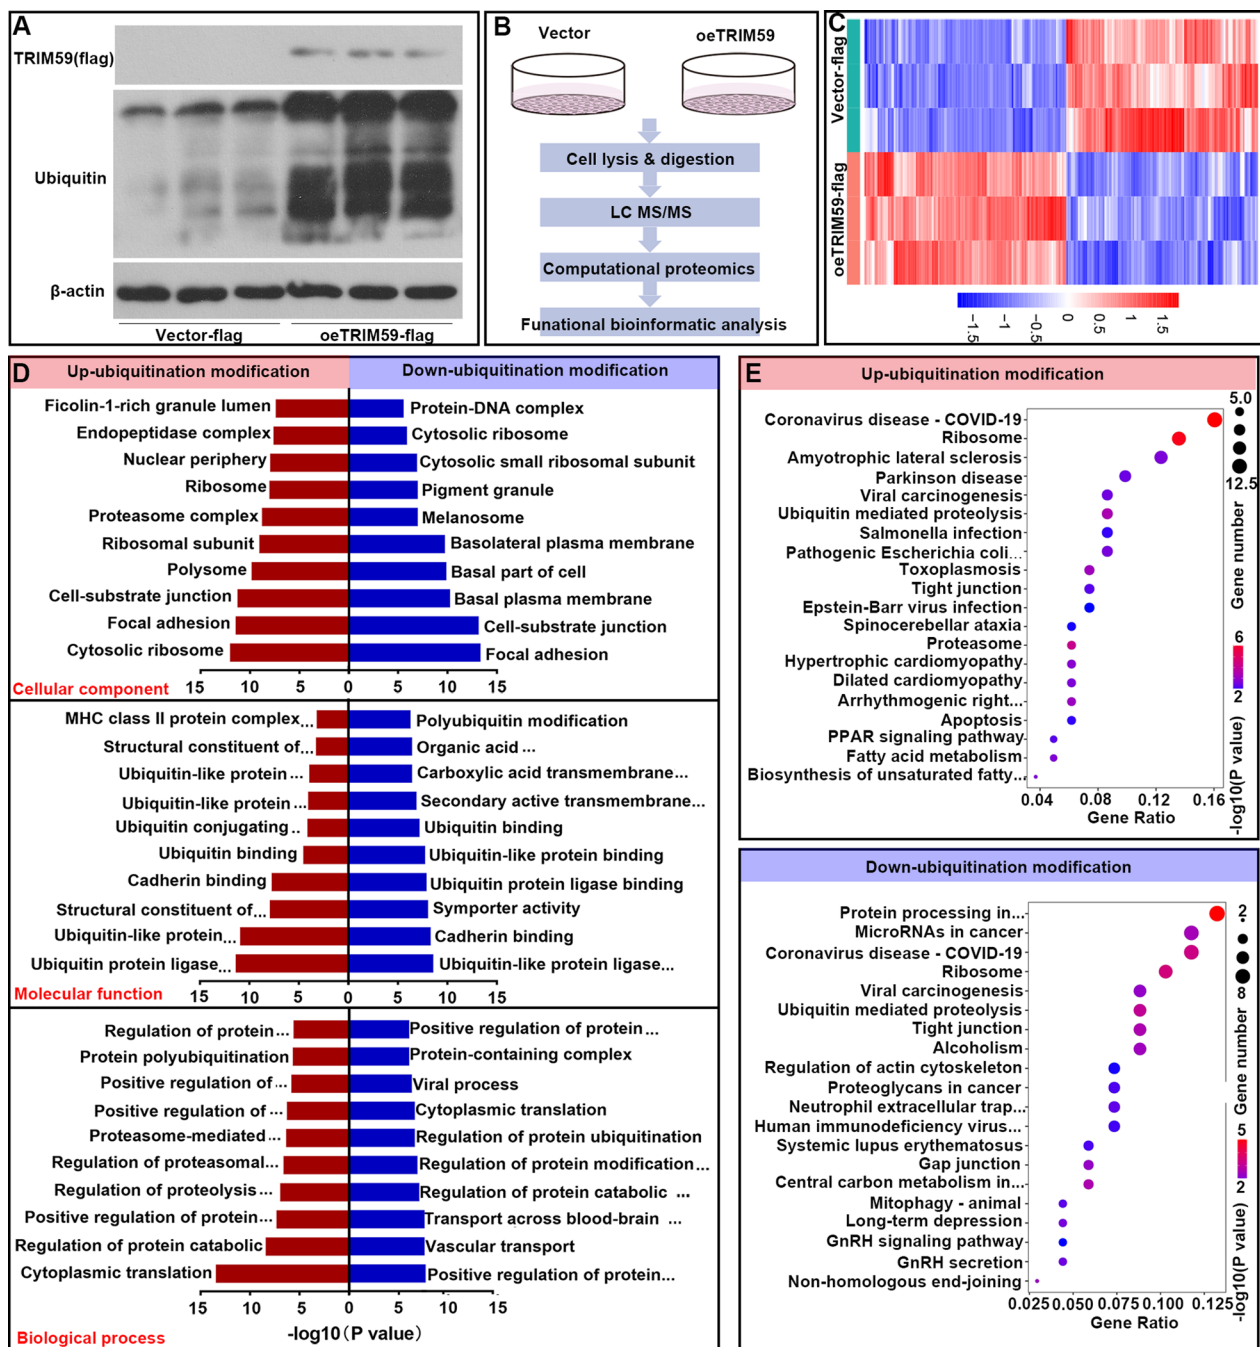 A
TRIM59(flag)
Ubiquitin
β-actin
Vector-flag
oeTRIM59-flag
B
Vector
oeTRIM59
Cell lysis & digestion
LC MS/MS
Computational proteomics
Funational bioinformatic analysis
C
Vector-flag
oeTRIM59-flag
−1.5
−1
−0.5
0
0.5
1
1.5
D
Up-ubiquitination modification
Down-ubiquitination modification
Ficolin-1-rich granule lumen
Protein-DNA complex
Endopeptidase complex
Cytosolic ribosome
Nuclear periphery
Cytosolic small ribosomal subunit
Ribosome
Pigment granule
Proteasome complex
Melanosome
Ribosomal subunit
Basolateral plasma membrane
Polysome
Basal part of cell
Cell-substrate junction
Basal plasma membrane
Focal adhesion
Cell-substrate junction
Cytosolic ribosome
Focal adhesion
15 10 5 0 5 10 15
Cellular component
MHC class II protein complex...
Polyubiquitin modification
Structural constituent of...
Organic acid ...
Ubiquitin-like protein ...
Carboxylic acid transmembrane...
Ubiquitin-like protein ...
Secondary active transmembrane...
Ubiquitin conjugating ..
Ubiquitin binding
Ubiquitin binding
Ubiquitin-like protein binding
Cadherin binding
Ubiquitin protein ligase binding
Structural constituent of...
Symporter activity
Ubiquitin-like protein...
Cadherin binding
Ubiquitin protein ligase...
Ubiquitin-like protein ligase...
15 10 5 0 5 10 15
Molecular function
Regulation of protein ...
Positive regulation of protein ...
Protein polyubiquitination
Protein-containing complex
Positive regulation of ...
Viral process
Positive regulation of ...
Cytoplasmic translation
Proteasome-mediated ...
Regulation of protein ubiquitination
Regulation of proteasomal...
Regulation of protein modification...
Regulation of proteolysis ...
Regulation of protein catabolic ...
Positive regulation of protein...
Transport across blood-brain ...
Regulation of protein catabolic
Vascular transport
Cytoplasmic translation
Positive regulation of protein...
15 10 5 0 5 10 15
-log10(P value)
Biological process
E
Up-ubiquitination modification
Coronavirus disease - COVID-19
Ribosome
Amyotrophic lateral sclerosis
Parkinson disease
Viral carcinogenesis
Ubiquitin mediated proteolysis
Salmonella infection
Pathogenic Escherichia coli...
Toxoplasmosis
Tight junction
Epstein-Barr virus infection
Spinocerebellar ataxia
Proteasome
Hypertrophic cardiomyopathy
Dilated cardiomyopathy
Arrhythmogenic right...
Apoptosis
PPAR signaling pathway
Fatty acid metabolism
Biosynthesis of unsaturated fatty...
0.04 0.08 0.12 0.16
Gene Ratio
5.0
12.5
Gene number
6
2
-log10(P value)
Down-ubiquitination modification
Protein processing in...
MicroRNAs in cancer
Coronavirus disease - COVID-19
Ribosome
Viral carcinogenesis
Ubiquitin mediated proteolysis
Tight junction
Alcoholism
Regulation of actin cytoskeleton
Proteoglycans in cancer
Neutrophil extracellular trap...
Human immunodeficiency virus...
Systemic lupus erythematosus
Gap junction
Central carbon metabolism in...
Mitophagy - animal
Long-term depression
GnRH signaling pathway
GnRH secretion
Non-homologous end-joining
0.025 0.050 0.075 0.100 0.125
Gene Ratio
2
8
Gene number
5
2
-log10(P value)